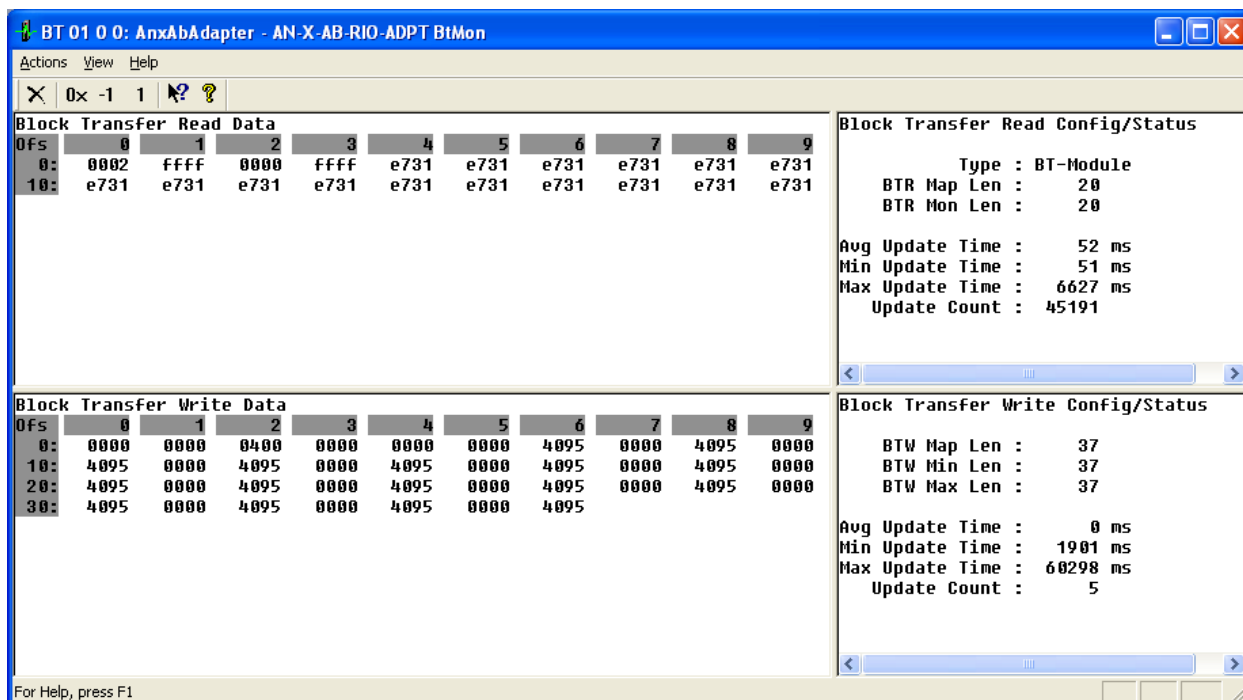 BT 01 0 0: AnxAbAdapter - AN-X-AB-RIO-ADPT BtMon
Actions View Help
0x -1 1
Block Transfer Read Data
Ofs 0 1 2 3 4 5 6 7 8 9
0: 0002 ffff 0000 ffff e731 e731 e731 e731 e731 e731
10: e731 e731 e731 e731 e731 e731 e731 e731 e731 e731
Block Transfer Read Config/Status
Type : BT-Module
BTR Map Len : 20
BTR Mon Len : 20
Avg Update Time : 52 ms
Min Update Time : 51 ms
Max Update Time : 6627 ms
Update Count : 45191
Block Transfer Write Data
Ofs 0 1 2 3 4 5 6 7 8 9
0: 0000 0000 0400 0000 0000 0000 4095 0000 4095 0000
10: 4095 0000 4095 0000 4095 0000 4095 0000 4095 0000
20: 4095 0000 4095 0000 4095 0000 4095 0000 4095 0000
30: 4095 0000 4095 0000 4095 0000 4095
Block Transfer Write Config/Status
BTW Map Len : 37
BTW Min Len : 37
BTW Max Len : 37
Avg Update Time : 0 ms
Min Update Time : 1901 ms
Max Update Time : 60298 ms
Update Count : 5
For Help, press F1